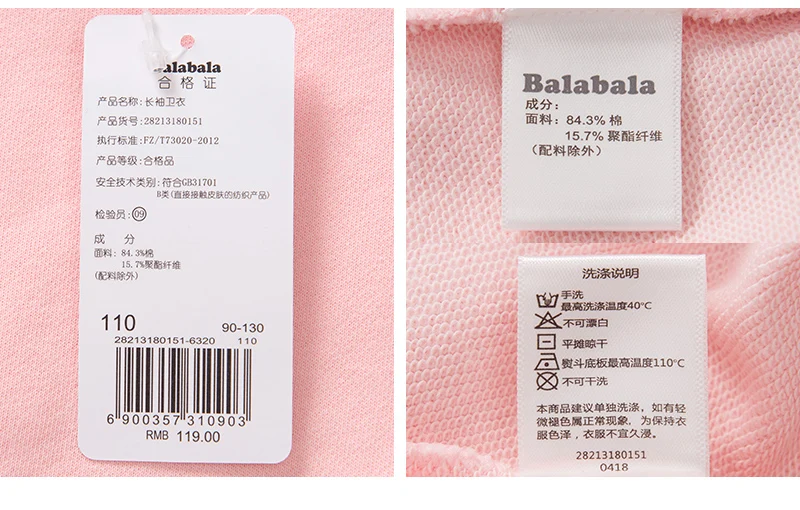 Balabala
合格证
产品名称:长袖卫衣
产品货号:28213180151
执行标准:FZ/T73020-2012
产品等级:合格品
安全技术类别:符合GB31701
B类(直接接触皮肤的纺织产品)
检验员:09
成 分
面料:84.3%棉
15.7%聚酯纤维
(配料除外)
110
90-130
28213180151-6320 110
6 900357 310903
RMB 119.00
Balabala
成分:
面料:84.3% 棉
15.7% 聚酯纤维
(配料除外)
洗涤说明
手洗
最高洗涤温度40℃
不可漂白
平摊晾干
熨斗底板最高温度110℃
不可干洗
本商品建议单独洗涤,如有轻
微褪色属正常现象,为保持衣
服色泽,衣服不宜久浸。
28213180151
0418